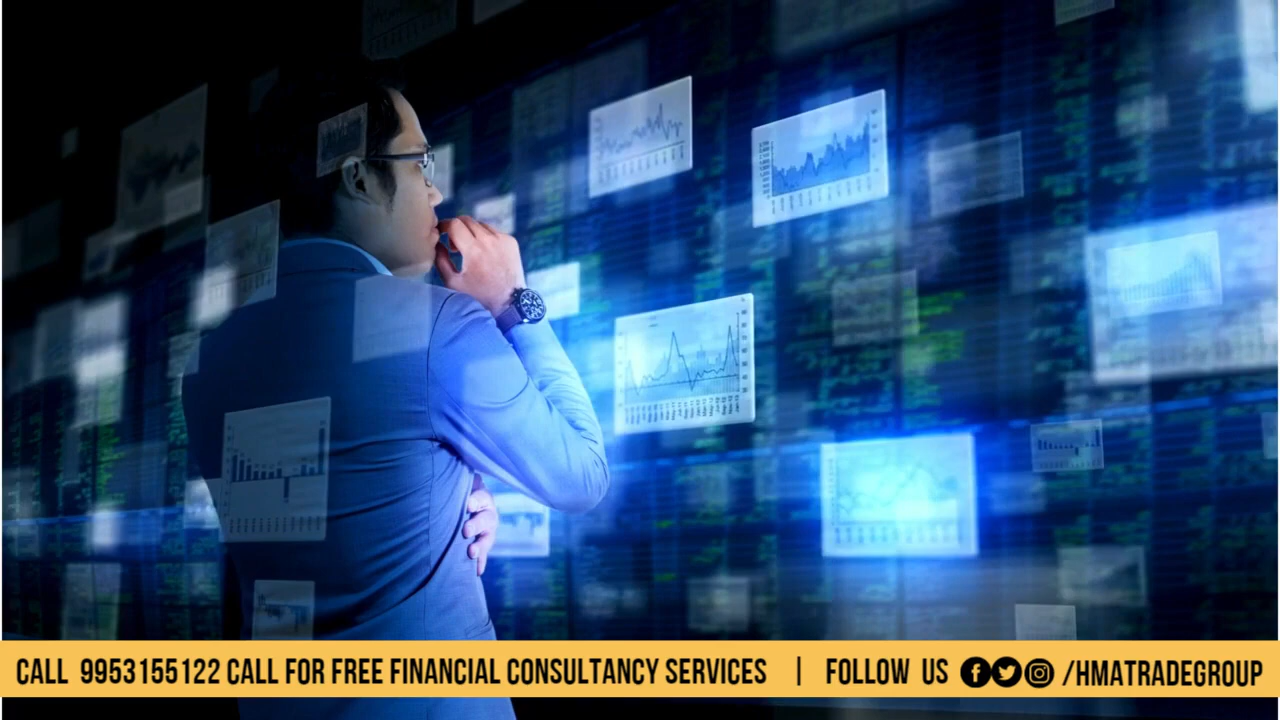 CALL 9953155122 CALL FOR FREE FINANCIAL CONSULTANCY SERVICES | FOLLOW US /HMATRADEGROUP